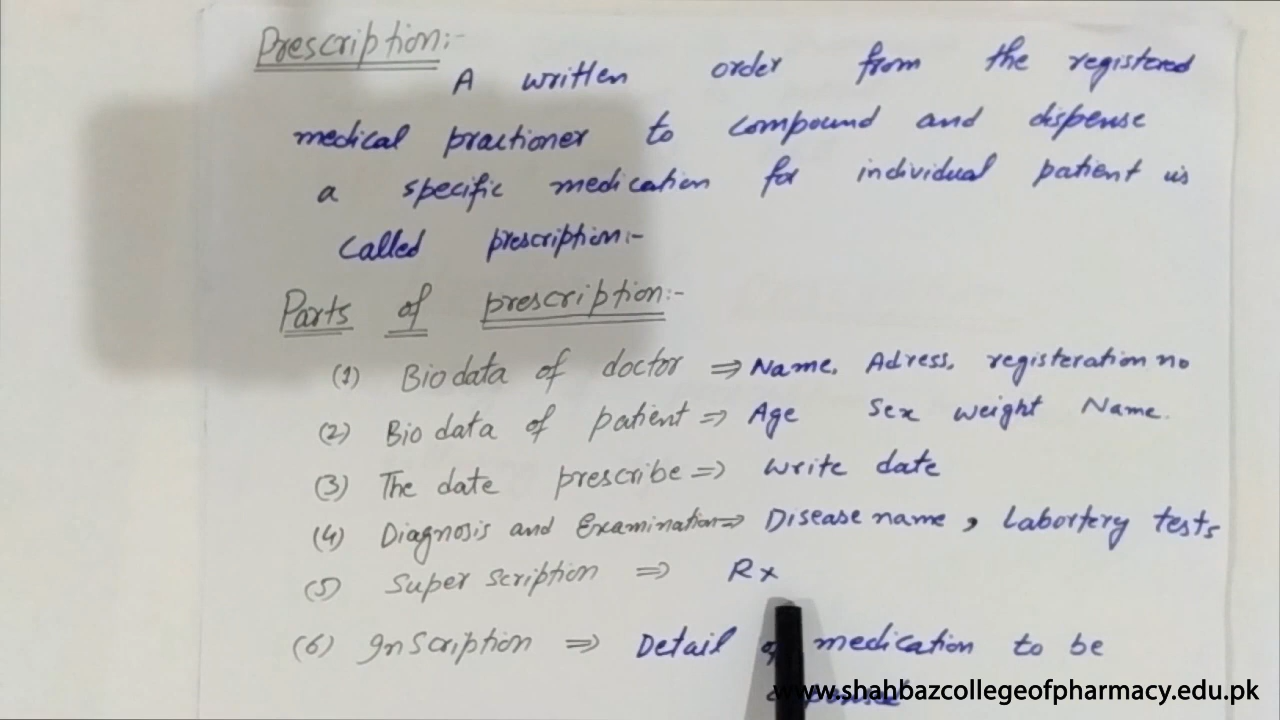 Prescription:-
A written order from the registered
medical practioner to compound and dispense
a specific medication for individual patient is
called prescription:-
Parts of prescription:-
(1) Biodata of doctor ⇒ Name, Adress, registeration no
(2) Bio data of patient ⇒ Age Sex weight Name.
(3) The date prescribe ⇒ write date
(4) Diagnosis and Examination ⇒ Disease name, Labortery tests
(5) Super scription ⇒ Rx
(6) Inscription ⇒ Detail of medication to be
www.shahbazcollegeofpharmacy.edu.pk